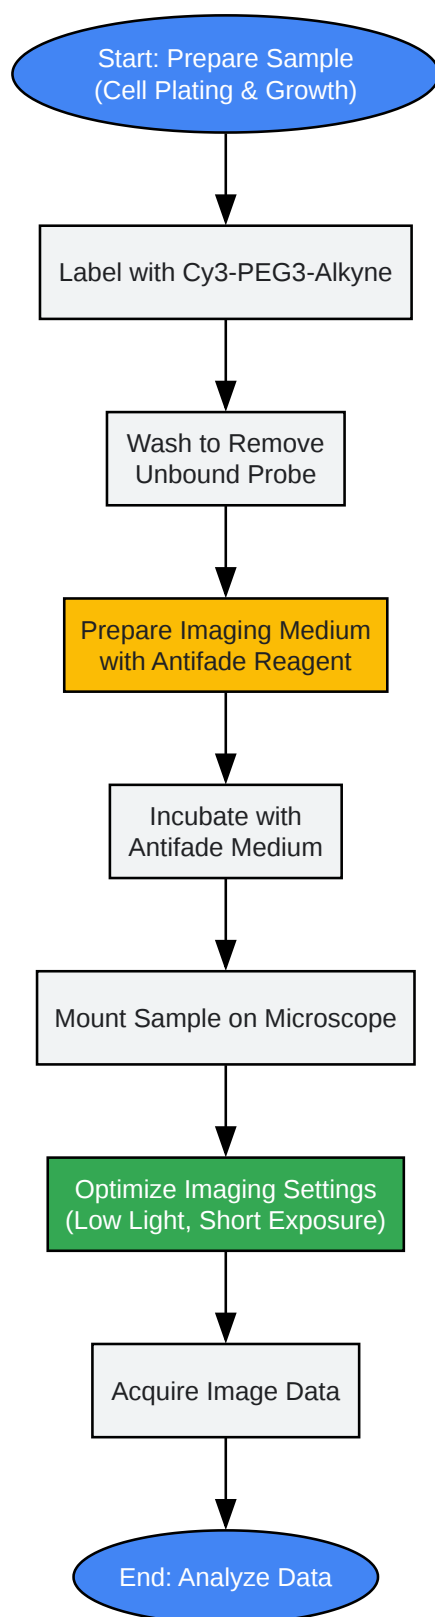 Start: Prepare Sample
(Cell Plating & Growth)
Label with Cy3-PEG3-Alkyne
Wash to Remove
Unbound Probe
Prepare Imaging Medium
with Antifade Reagent
Incubate with
Antifade Medium
Mount Sample on Microscope
Optimize Imaging Settings
(Low Light, Short Exposure)
Acquire Image Data
End: Analyze Data